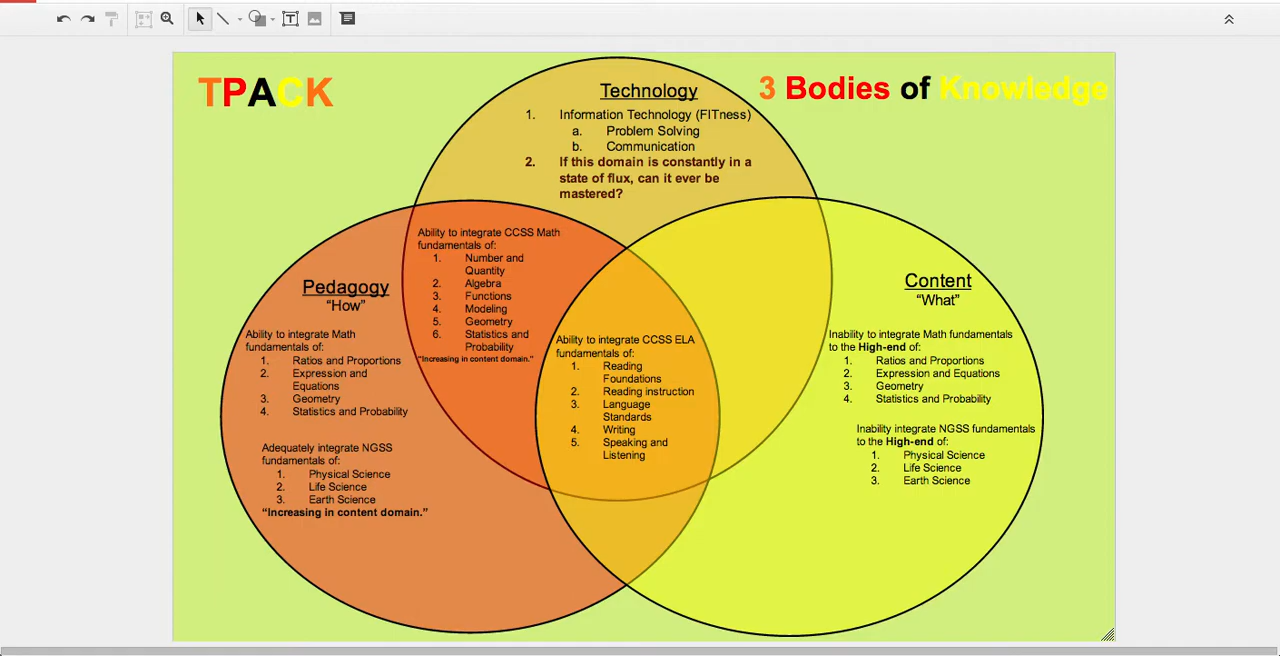 TPACK
3 Bodies of Knowledge
Technology
1. Information Technology (FITness)
a. Problem Solving
b. Communication
2. If this domain is constantly in a
state of flux, can it ever be
mastered?
Ability to integrate CCSS Math
fundamentals of:
1. Number and
Quantity
2. Algebra
3. Functions
4. Modeling
5. Geometry
6. Statistics and
Probability
"Increasing in content domain."
Pedagogy
“How”
Ability to integrate Math
fundamentals of:
1. Ratios and Proportions
2. Expression and
Equations
3. Geometry
4. Statistics and Probability
Adequately integrate NGSS
fundamentals of:
1. Physical Science
2. Life Science
3. Earth Science
“Increasing in content domain.”
Ability to integrate CCSS ELA
fundamentals of:
1. Reading
Foundations
2. Reading instruction
3. Language
Standards
4. Writing
5. Speaking and
Listening
Content
“What”
Inability to integrate Math fundamentals
to the High-end of:
1. Ratios and Proportions
2. Expression and Equations
3. Geometry
4. Statistics and Probability
Inability integrate NGSS fundamentals
to the High-end of:
1. Physical Science
2. Life Science
3. Earth Science